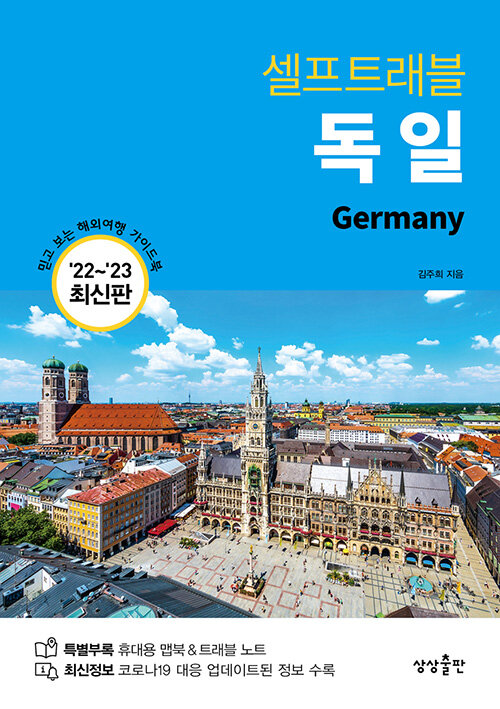 셀프트래블
독일
Germany
김주희 지음
믿고 보는 해외여행 가이드북
'22~'23
최신판
특별부록 휴대용 맵북 & 트래블 노트
최신정보 코로나19 대응 업데이트된 정보 수록
상상출판